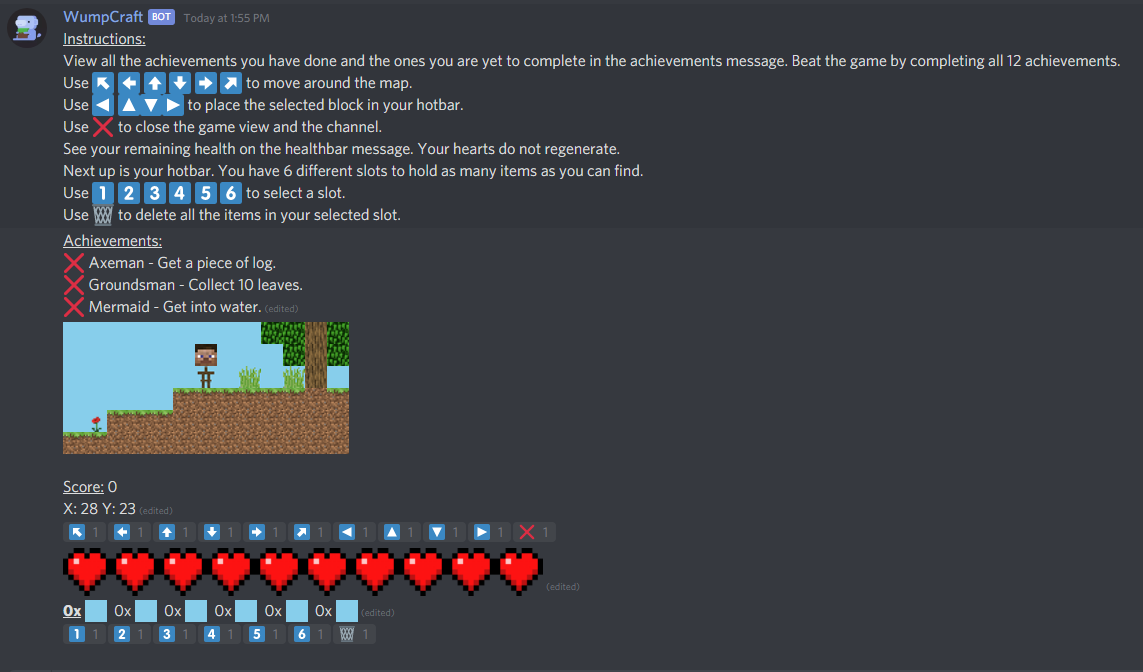 WumpCraft BOT Today at 1:55 PM
Instructions:
View all the achievements you have done and the ones you are yet to complete in the achievements message. Beat the game by completing all 12 achievements.
Use ↖ ⬅ ⬆ ⬇ ➡ ↗ to move around the map.
Use ◀ ▲ ▼ ▶ to place the selected block in your hotbar.
Use ❌ to close the game view and the channel.
See your remaining health on the healthbar message. Your hearts do not regenerate.
Next up is your hotbar. You have 6 different slots to hold as many items as you can find.
Use 1 2 3 4 5 6 to select a slot.
Use 🗑 to delete all the items in your selected slot.
Achievements:
❌ Axeman - Get a piece of log.
❌ Groundsman - Collect 10 leaves.
❌ Mermaid - Get into water. (edited)
Score: 0
X: 28 Y: 23 (edited)
↖ 1 ⬅ 1 ⬆ 1 ⬇ 1 ➡ 1 ↗ 1 ◀ 1 ▲ 1 ▼ 1 ▶ 1 ❌ 1
(edited)
0x 0x 0x 0x 0x 0x (edited)
1 1 2 1 3 1 4 1 5 1 6 1 🗑 1